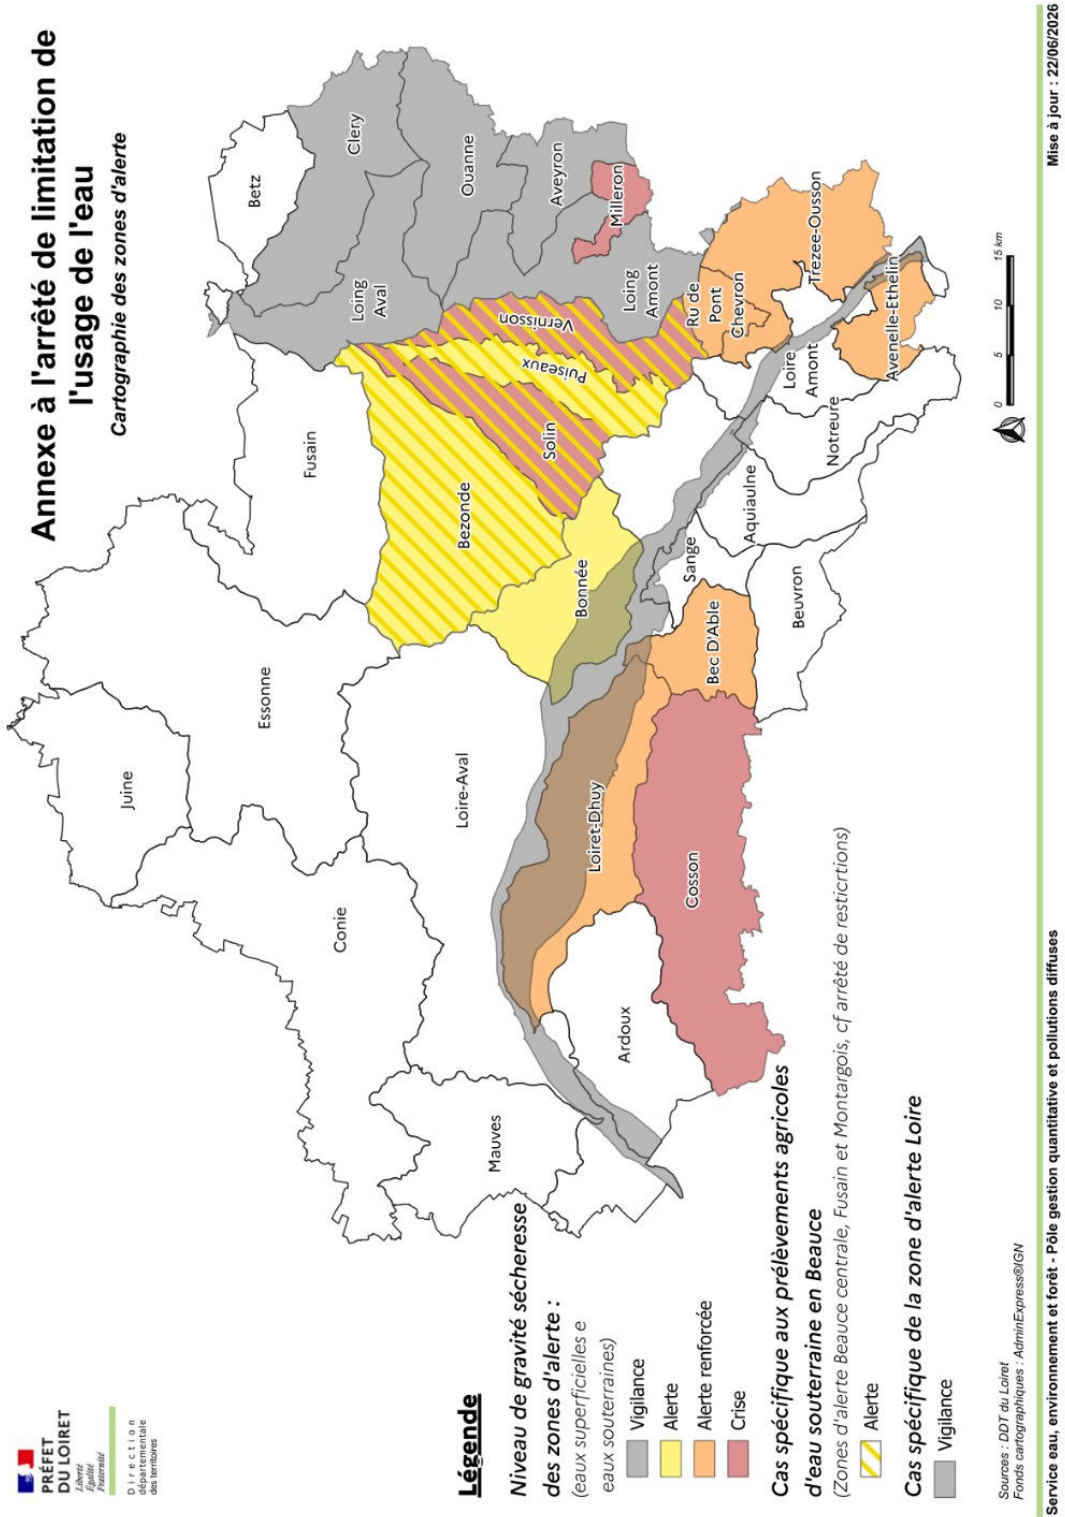 PRÉFET
DU LOIRET
Liberté
Égalité
Fraternité
Direction
départementale
des territoires
Annexe à l'arrêté de limitation de
l'usage de l'eau
Cartographie des zones d'alerte
Betz
Clery
Ouanne
Aveyron
Milleron
Loing
Aval
Loing
Amont
Vernisson
Puiseaux
Solin
Fusain
Bezonde
Bonnée
Ru de
Pont
Chevron
Trezee-Ousson
Avenelle-Ethelin
Loire
Amont
Notreure
Aquiaulne
Sange
Beuvron
Bec D'Able
Essonne
Juine
Loire-Aval
Loiret-Dhuy
Cosson
Conie
Ardoux
Mauves
Légende
Niveau de gravité sécheresse
des zones d'alerte :
(eaux superficielles e
eaux souterraines)
Vigilance
Alerte
Alerte renforcée
Crise
Cas spécifique aux prélèvements agricoles
d'eau souterraine en Beauce
(Zones d'alerte Beauce centrale, Fusain et Montargois, cf arrêté de resticrtions)
Alerte
Cas spécifique de la zone d'alerte Loire
Vigilance
0 5 10 15 km
Sources : DDT du Loiret
Fonds cartographiques : AdminExpress®IGN
Service eau, environnement et forêt - Pôle gestion quantitative et pollutions diffuses
Mise à jour : 22/06/2026